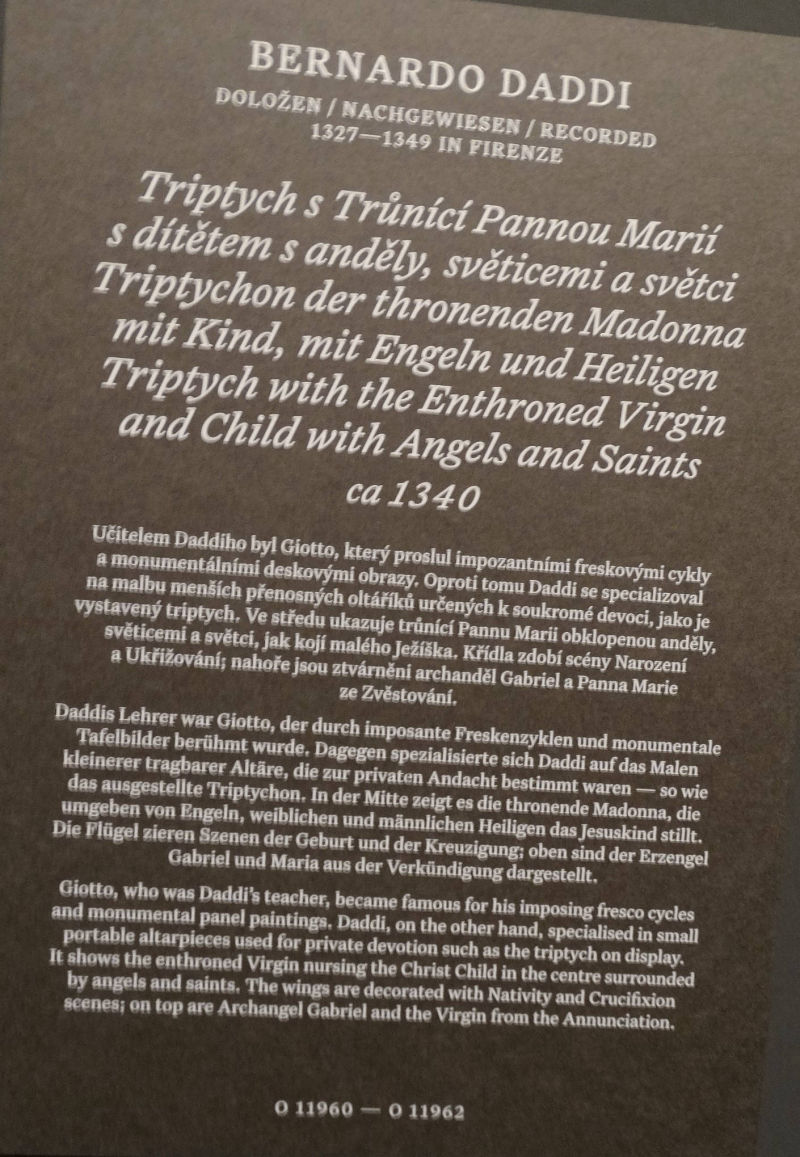 BERNARDO DADDI
DOLOŽEN / NACHGEWIESEN / RECORDED
1327—1349 IN FIRENZE
Triptych s Trůnící Pannou Marií
s dítětem s anděly, světicemi a světci
Triptychon der thronenden Madonna
mit Kind, mit Engeln und Heiligen
Triptych with the Enthroned Virgin
and Child with Angels and Saints
ca 1340
Učitelem Daddiho byl Giotto, který proslul impozantními freskovými cykly
a monumentálními deskovými obrazy. Oproti tomu Daddi se specializoval
na malbu menších přenosných oltáříků určených k soukromé devoci, jako je
vystavený triptych. Ve středu ukazuje trůnící Pannu Marii obklopenou anděly,
světicemi a světci, jak kojí malého Ježíška. Křídla zdobí scény Narození
a Ukřižování; nahoře jsou ztvárněni archanděl Gabriel a Panna Marie
ze Zvěstování.
Daddis Lehrer war Giotto, der durch imposante Freskenzyklen und monumentale
Tafelbilder berühmt wurde. Dagegen spezialisierte sich Daddi auf das Malen
kleinerer tragbarer Altäre, die zur privaten Andacht bestimmt waren — so wie
das ausgestellte Triptychon. In der Mitte zeigt es die thronende Madonna, die
umgeben von Engeln, weiblichen und männlichen Heiligen das Jesuskind stillt.
Die Flügel zieren Szenen der Geburt und der Kreuzigung; oben sind der Erzengel
Gabriel und Maria aus der Verkündigung dargestellt.
Giotto, who was Daddi's teacher, became famous for his imposing fresco cycles
and monumental panel paintings. Daddi, on the other hand, specialised in small
portable altarpieces used for private devotion such as the triptych on display.
It shows the enthroned Virgin nursing the Christ Child in the centre surrounded
by angels and saints. The wings are decorated with Nativity and Crucifixion
scenes; on top are Archangel Gabriel and the Virgin from the Annunciation.
O 11960 — O 11962